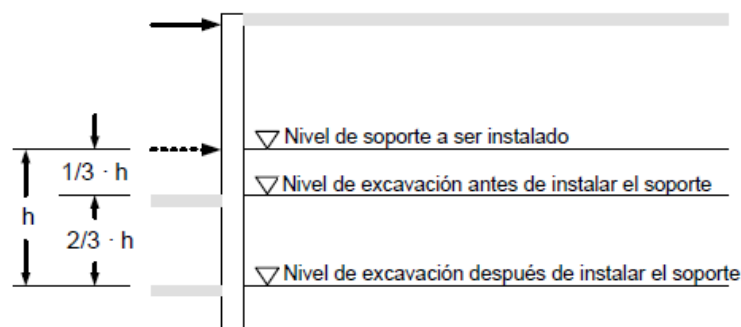 Nivel de soporte a ser instalado
1/3 · h
Nivel de excavación antes de instalar el soporte
h
2/3 · h
Nivel de excavación después de instalar el soporte